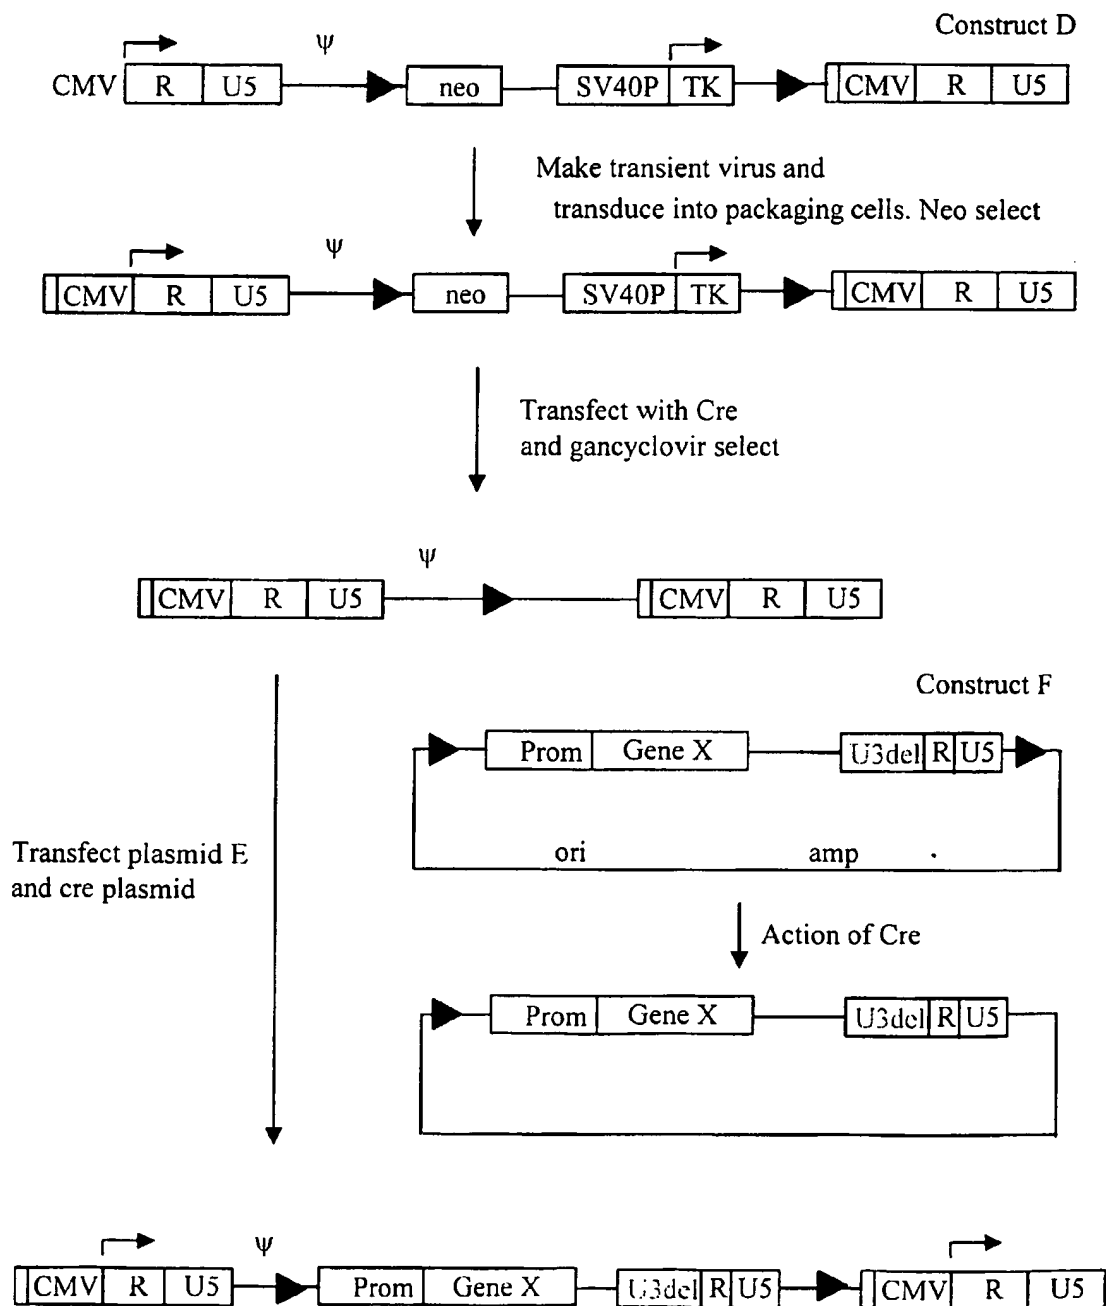 Construct D
ψ
CMV R U5 neo SV40P TK CMV R U5
Make transient virus and
transduce into packaging cells. Neo select
ψ
CMV R U5 neo SV40P TK CMV R U5
Transfect with Cre
and gancyclovir select
ψ
CMV R U5 CMV R U5
Construct F
Prom Gene X U3del R U5
ori amp
Transfect plasmid E
and cre plasmid
Action of Cre
Prom Gene X U3del R U5
ψ
CMV R U5 Prom Gene X U3del R U5 CMV R U5